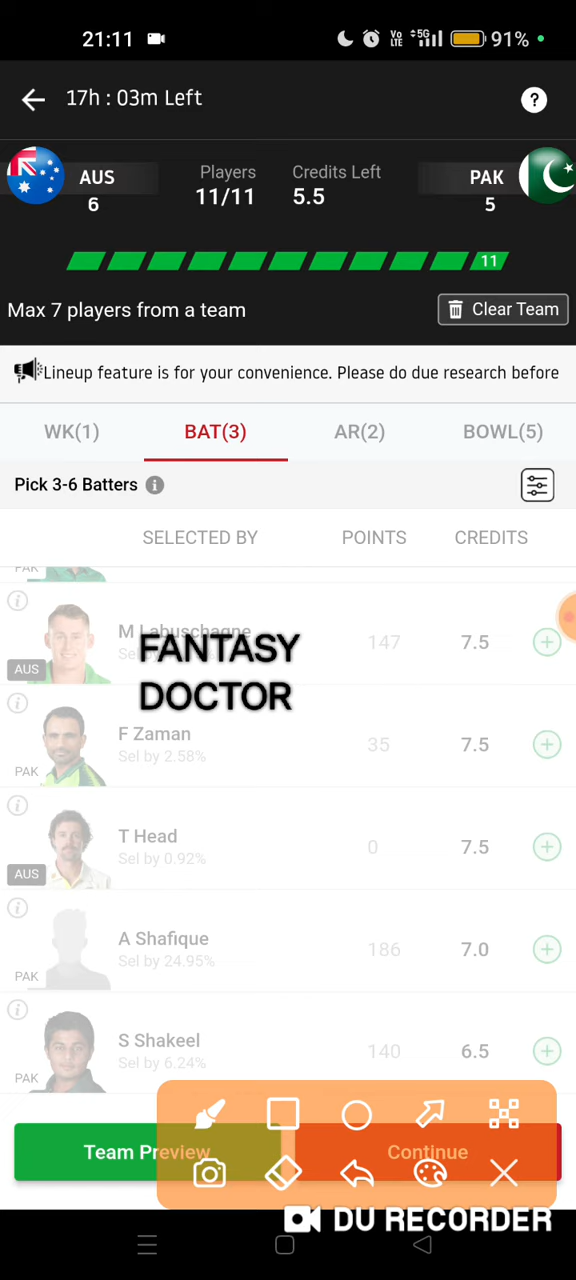 21:11 Vo LTE 5G 91%
17h : 03m Left ?
AUS Players Credits Left PAK
6 11/11 5.5 5
11
Max 7 players from a team Clear Team
Lineup feature is for your convenience. Please do due research before
WK(1) BAT(3) AR(2) BOWL(5)
Pick 3-6 Batters i
SELECTED BY POINTS CREDITS
PAK
i M Labuschagne 147 7.5
AUS
FANTASY
DOCTOR
i F Zaman 35 7.5
PAK Sel by 2.58%
i T Head 0 7.5
AUS Sel by 0.92%
i A Shafique 186 7.0
PAK Sel by 24.95%
i S Shakeel 140 6.5
PAK Sel by 6.24%
Team Preview Continue
DU RECORDER